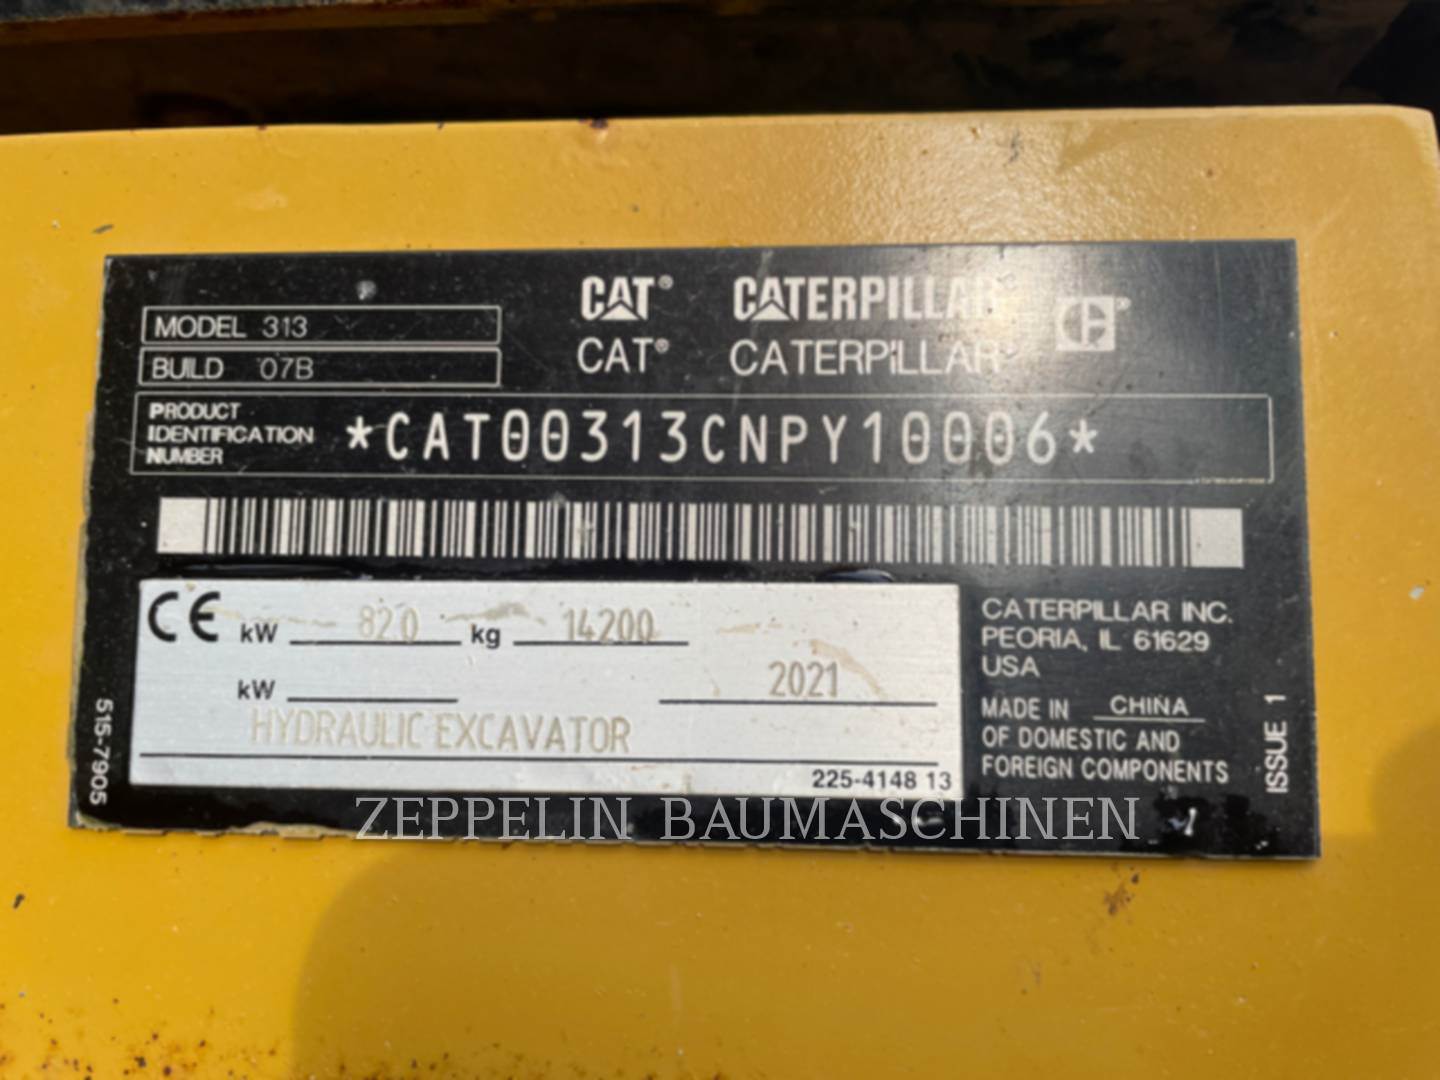 MODEL 313
BUILD 07B
CAT® CATERPILLAR ®
CAT® CATERPILLAR
PRODUCT
IDENTIFICATION
NUMBER
*CAT00313CNPY10006*
CE kW 82.0 kg 14200
kW 2021
HYDRAULIC EXCAVATOR
225-4148 13
CATERPILLAR INC.
PEORIA, IL 61629
USA
MADE IN CHINA
OF DOMESTIC AND
FOREIGN COMPONENTS
515-7905
ISSUE 1
ZEPPELIN BAUMASCHINEN